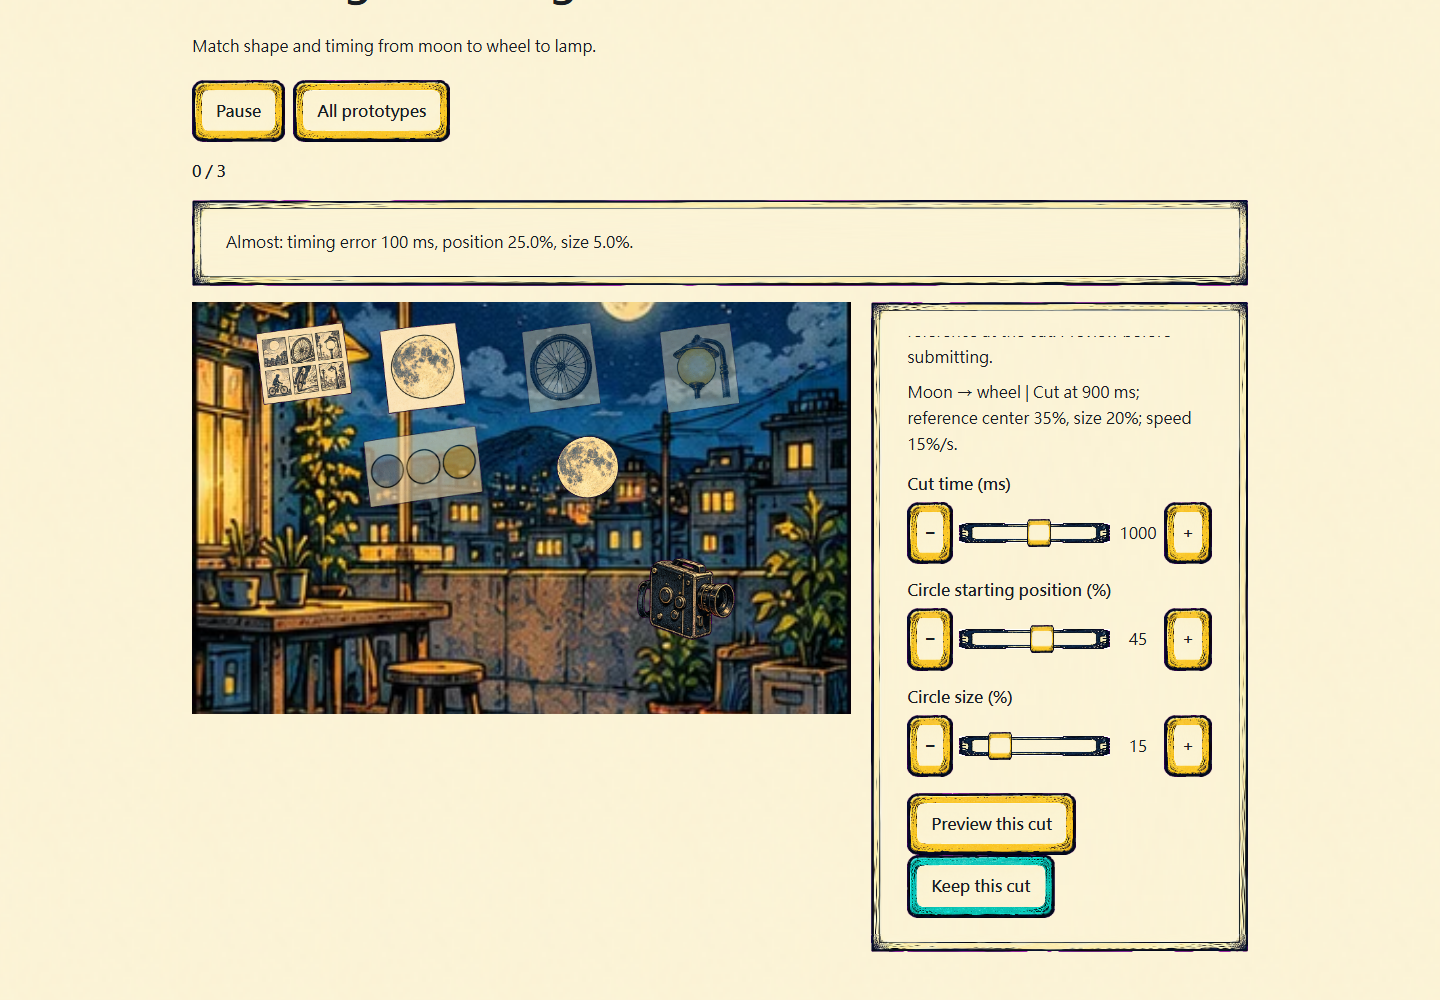 Match shape and timing from moon to wheel to lamp.
Pause
All prototypes
0 / 3
Almost: timing error 100 ms, position 25.0%, size 5.0%.
submitting.
Moon → wheel | Cut at 900 ms;
reference center 35%, size 20%; speed
15%/s.
Cut time (ms)
− 1000 +
Circle starting position (%)
− 45 +
Circle size (%)
− 15 +
Preview this cut
Keep this cut